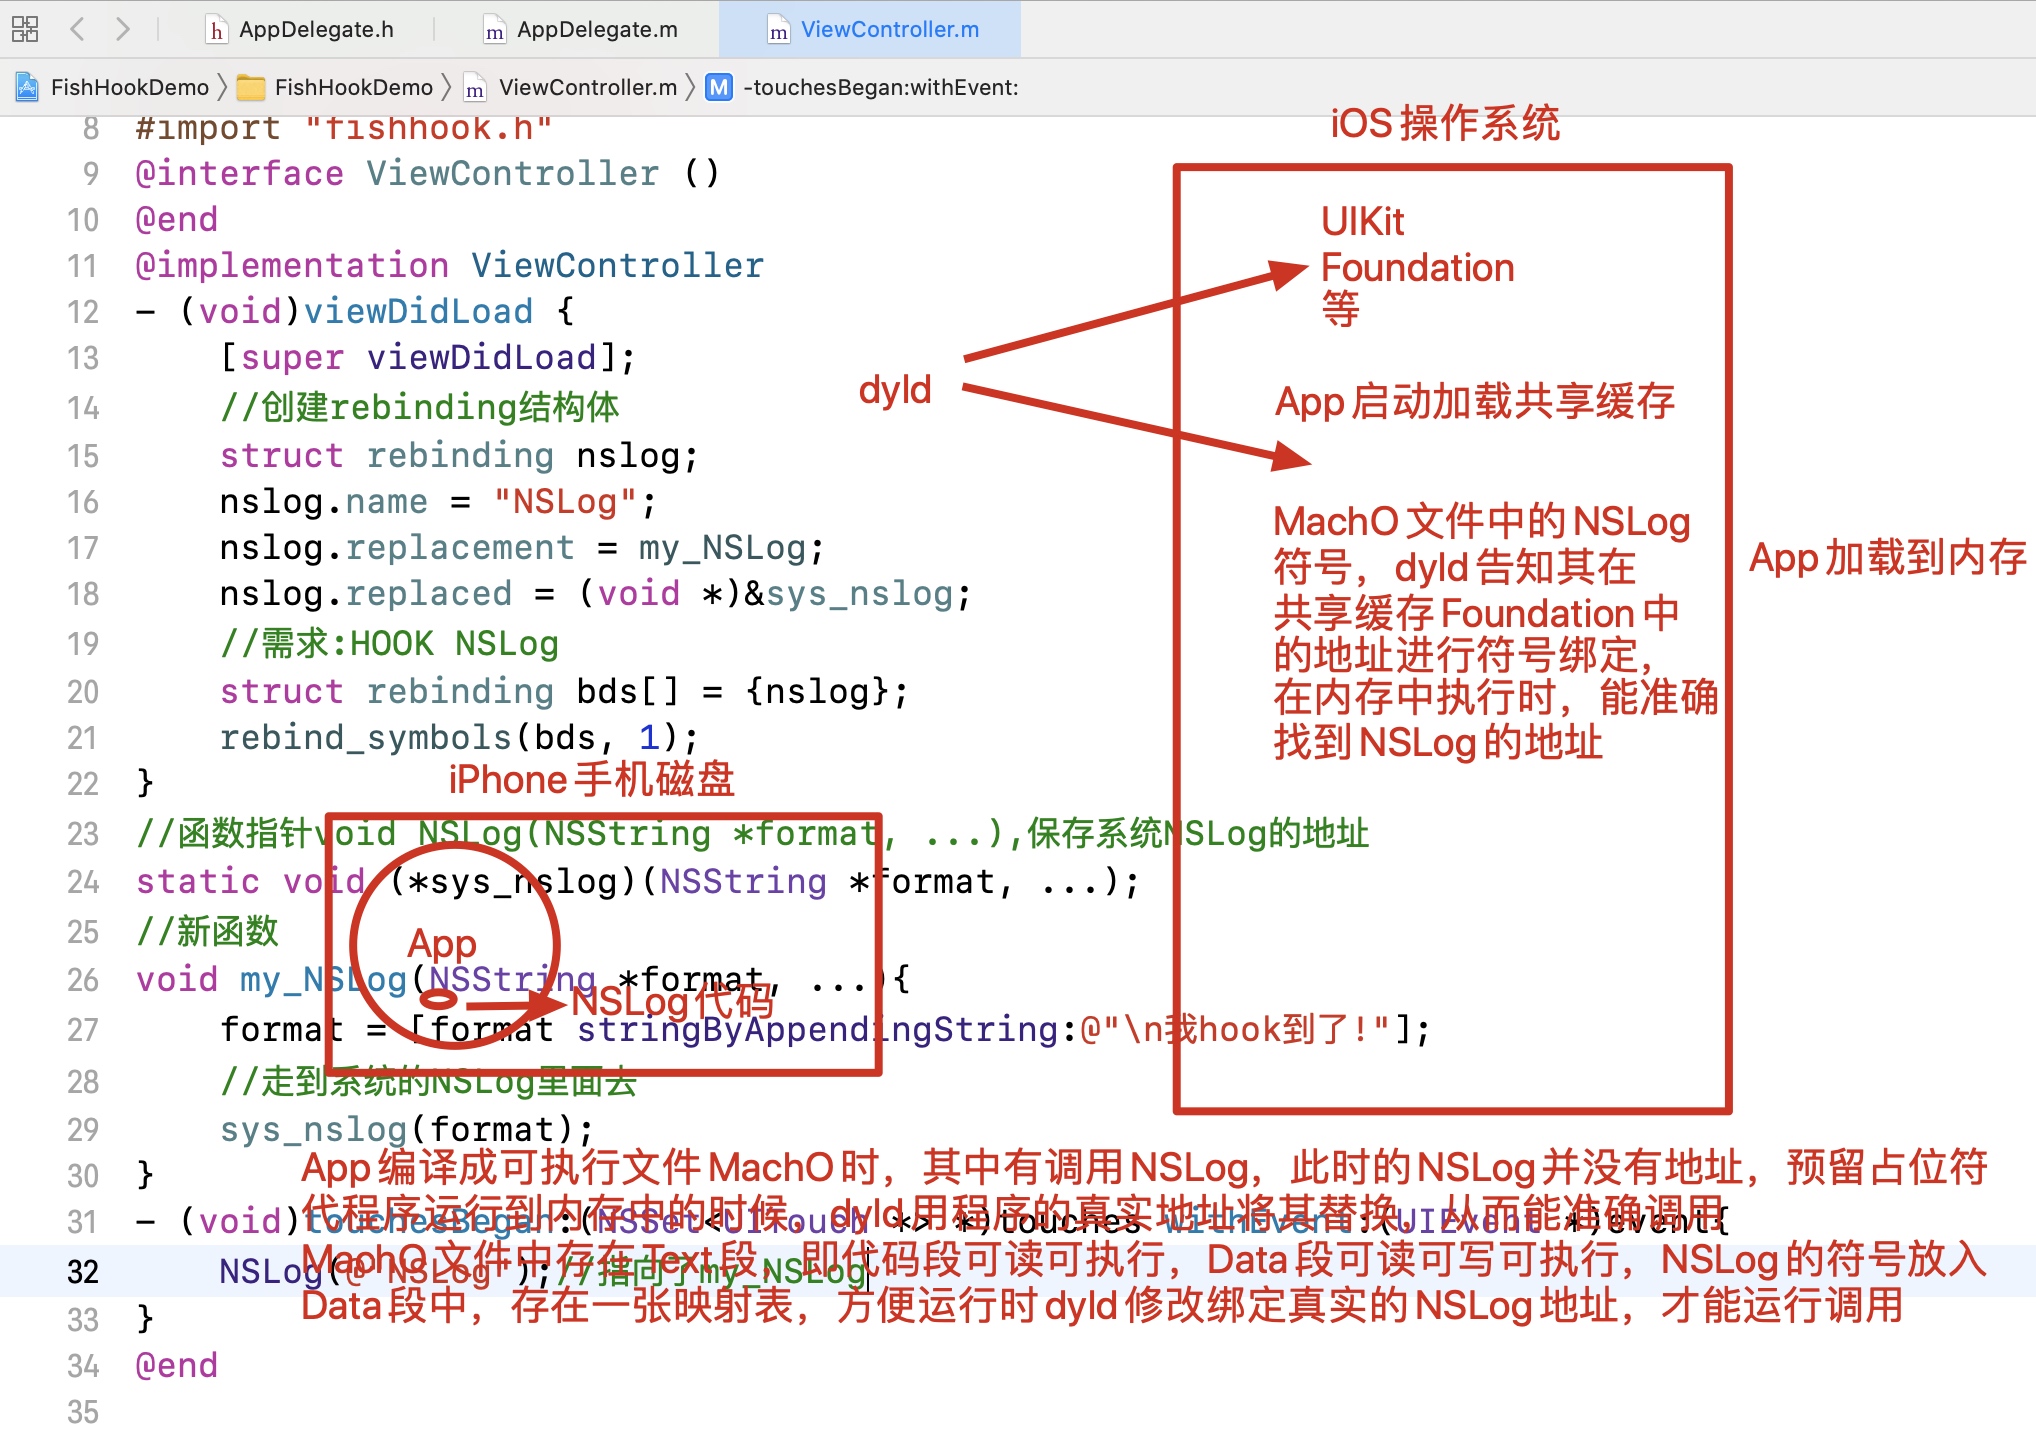 AppDelegate.h
AppDelegate.m
ViewController.m
FishHookDemo
FishHookDemo
ViewController.m
M
-touchesBegan:withEvent:
8 #import "fishhook.h"
9 @interface ViewController ()
10 @end
11 @implementation ViewController
12 - (void)viewDidLoad {
13 [super viewDidLoad];
14 //创建rebinding结构体
15 struct rebinding nslog;
16 nslog.name = "NSLog";
17 nslog.replacement = my_NSLog;
18 nslog.replaced = (void *)&sys_nslog;
19 //需求:HOOK NSLog
20 struct rebinding bds[] = {nslog};
21 rebind_symbols(bds, 1);
22 }
23 //函数指针void NSLog(NSString *format, ...),保存系统NSLog的地址
24 static void (*sys_nslog)(NSString *format, ...);
25 //新函数
26 void my_NSLog(NSString *format, ...){
27 format = [format stringByAppendingString:@"\n我hook到了!"];
28 //走到系统的NSLog里面去
29 sys_nslog(format);
30 }
31 - (void)touchesBegan:(NSSet<UITouch *> *)touches withEvent:(UIEvent *)event{
32 NSLog(@"NSLog");//指向了my_NSLog
33 }
34 @end
35
iOS操作系统
UIKit
Foundation
等
dyld
App启动加载共享缓存
MachO文件中的NSLog
符号，dyld告知其在
共享缓存Foundation中
的地址进行符号绑定，
在内存中执行时，能准确
找到NSLog的地址
App加载到内存
iPhone手机磁盘
App
NSLog代码
App编译成可执行文件MachO时，其中有调用NSLog，此时的NSLog并没有地址，预留占位符
代程序运行到内存中的时候，dyld用程序的真实地址将其替换，从而能准确调用
MachO文件中存在Text段，即代码段可读可执行，Data段可读可写可执行，NSLog的符号放入
Data段中，存在一张映射表，方便运行时dyld修改绑定真实的NSLog地址，才能运行调用